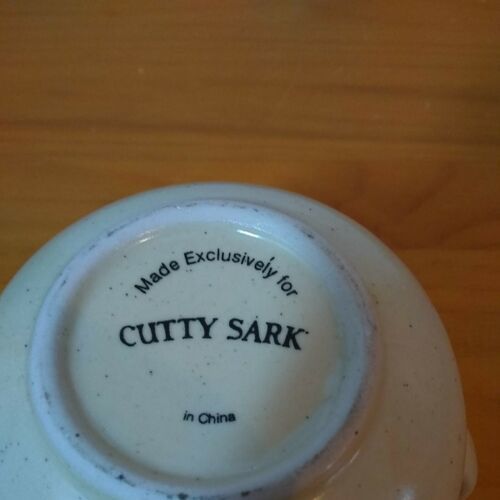 Made Exclusively for
CUTTY SARK
in China